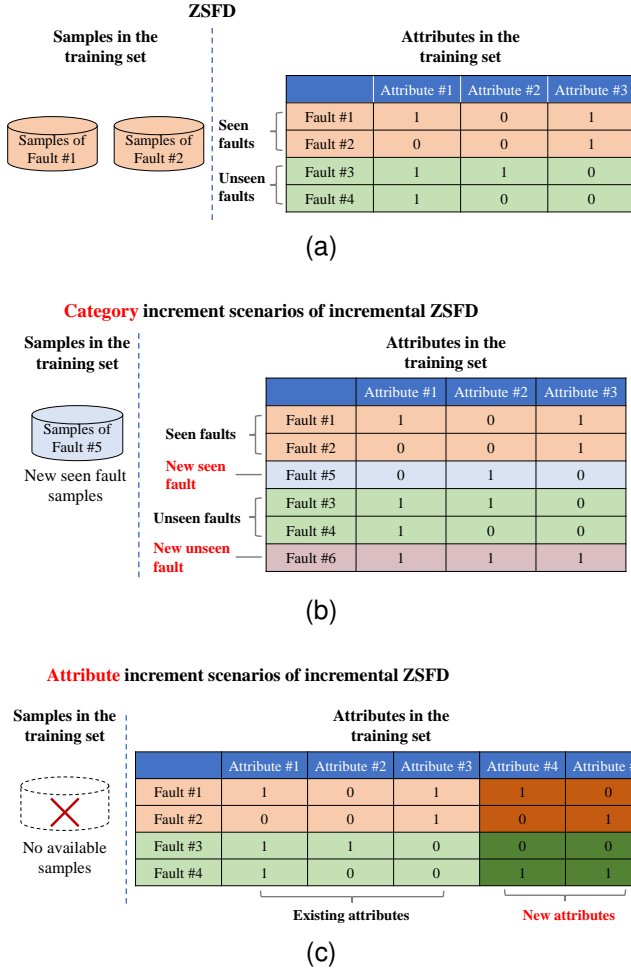 ZSFD
Samples in the
training set
Attributes in the
training set
Samples of
Fault #1
Samples of
Fault #2
Seen
faults
Unseen
faults
Attribute #1 Attribute #2 Attribute #3
Fault #1 1 0 1
Fault #2 0 0 1
Fault #3 1 1 0
Fault #4 1 0 0
(a)
Category increment scenarios of incremental ZSFD
Samples in the
training set
Attributes in the
training set
Samples of
Fault #5
New seen fault
samples
Seen faults
New seen
fault
Unseen faults
New unseen
fault
Attribute #1 Attribute #2 Attribute #3
Fault #1 1 0 1
Fault #2 0 0 1
Fault #5 0 1 0
Fault #3 1 1 0
Fault #4 1 0 0
Fault #6 1 1 1
(b)
Attribute increment scenarios of incremental ZSFD
Samples in the
training set
Attributes in the
training set
No available
samples
Attribute #1 Attribute #2 Attribute #3 Attribute #4 Attribute
Fault #1 1 0 1 1 0
Fault #2 0 0 1 0 1
Fault #3 1 1 0 0 0
Fault #4 1 0 0 1 1
Existing attributes
New attributes
(c)